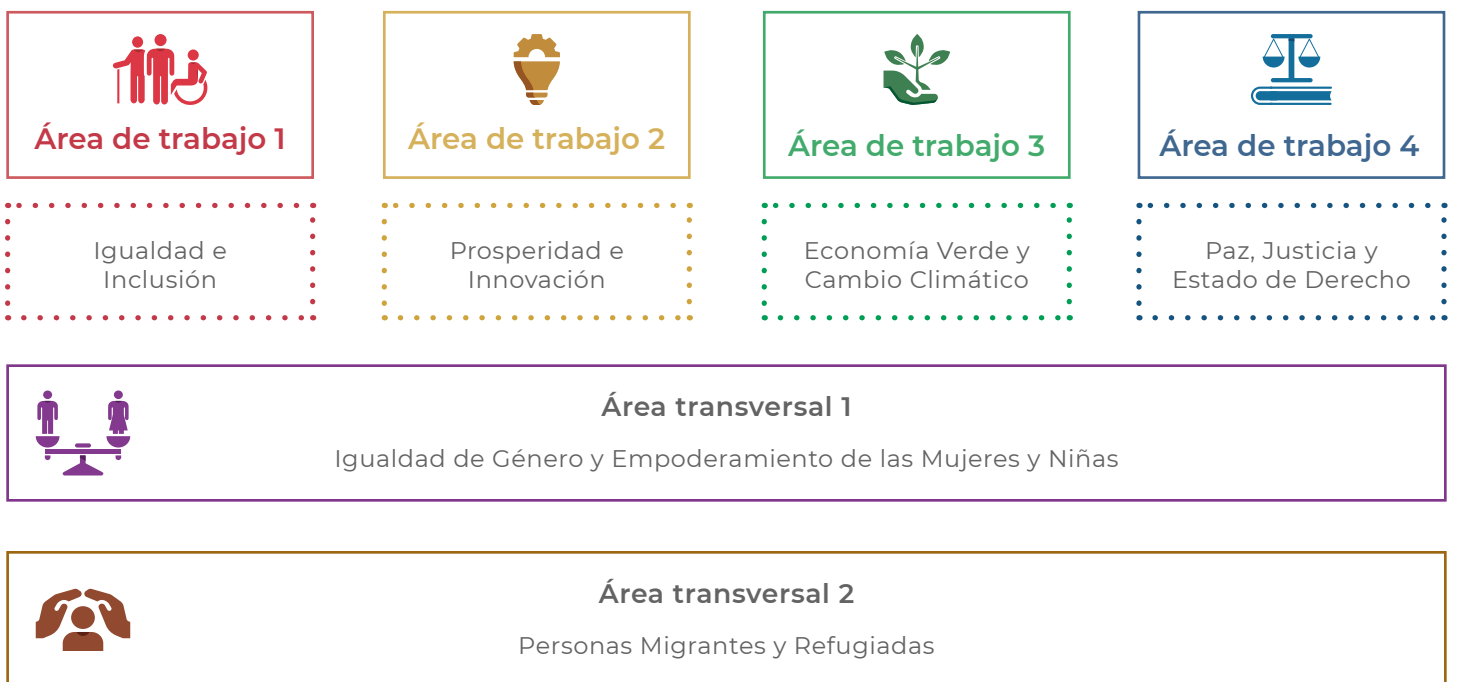 Área de trabajo 1
Igualdad e
Inclusión
Área de trabajo 2
Prosperidad e
Innovación
Área de trabajo 3
Economía Verde y
Cambio Climático
Área de trabajo 4
Paz, Justicia y
Estado de Derecho
Área transversal 1
Igualdad de Género y Empoderamiento de las Mujeres y Niñas
Área transversal 2
Personas Migrantes y Refugiadas